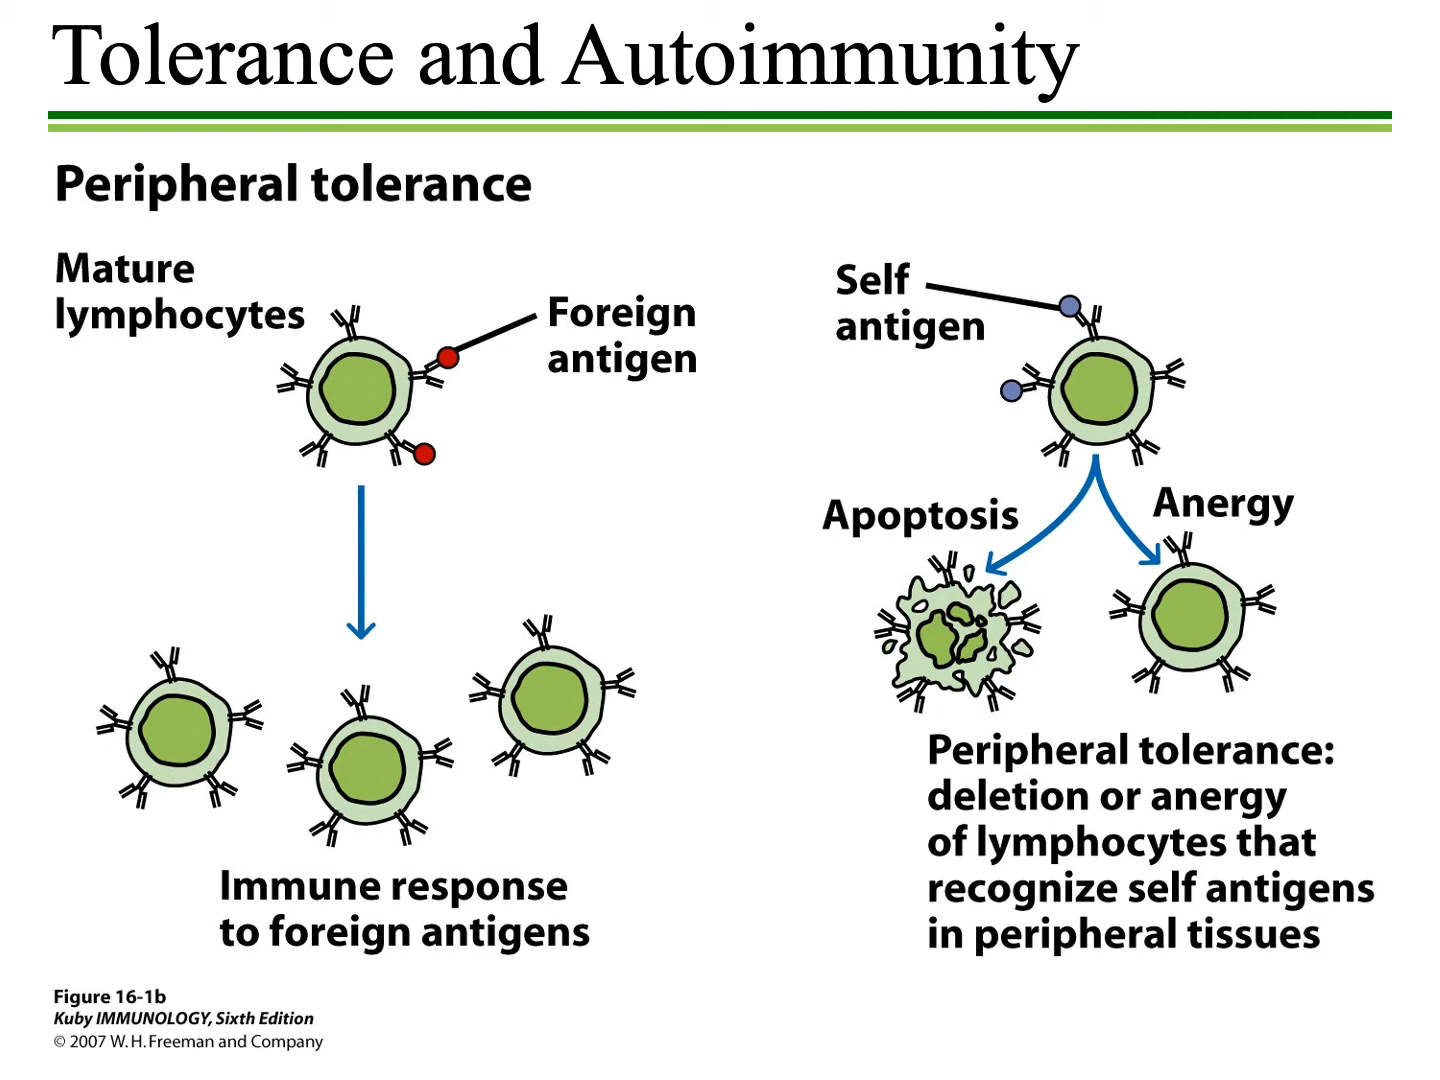 Tolerance and Autoimmunity
Peripheral tolerance
Mature
lymphocytes
Foreign
antigen
Self
antigen
Apoptosis
Anergy
Immune response
to foreign antigens
Peripheral tolerance:
deletion or anergy
of lymphocytes that
recognize self antigens
in peripheral tissues
Figure 16-1b
Kuby IMMUNOLOGY, Sixth Edition
© 2007 W. H. Freeman and Company